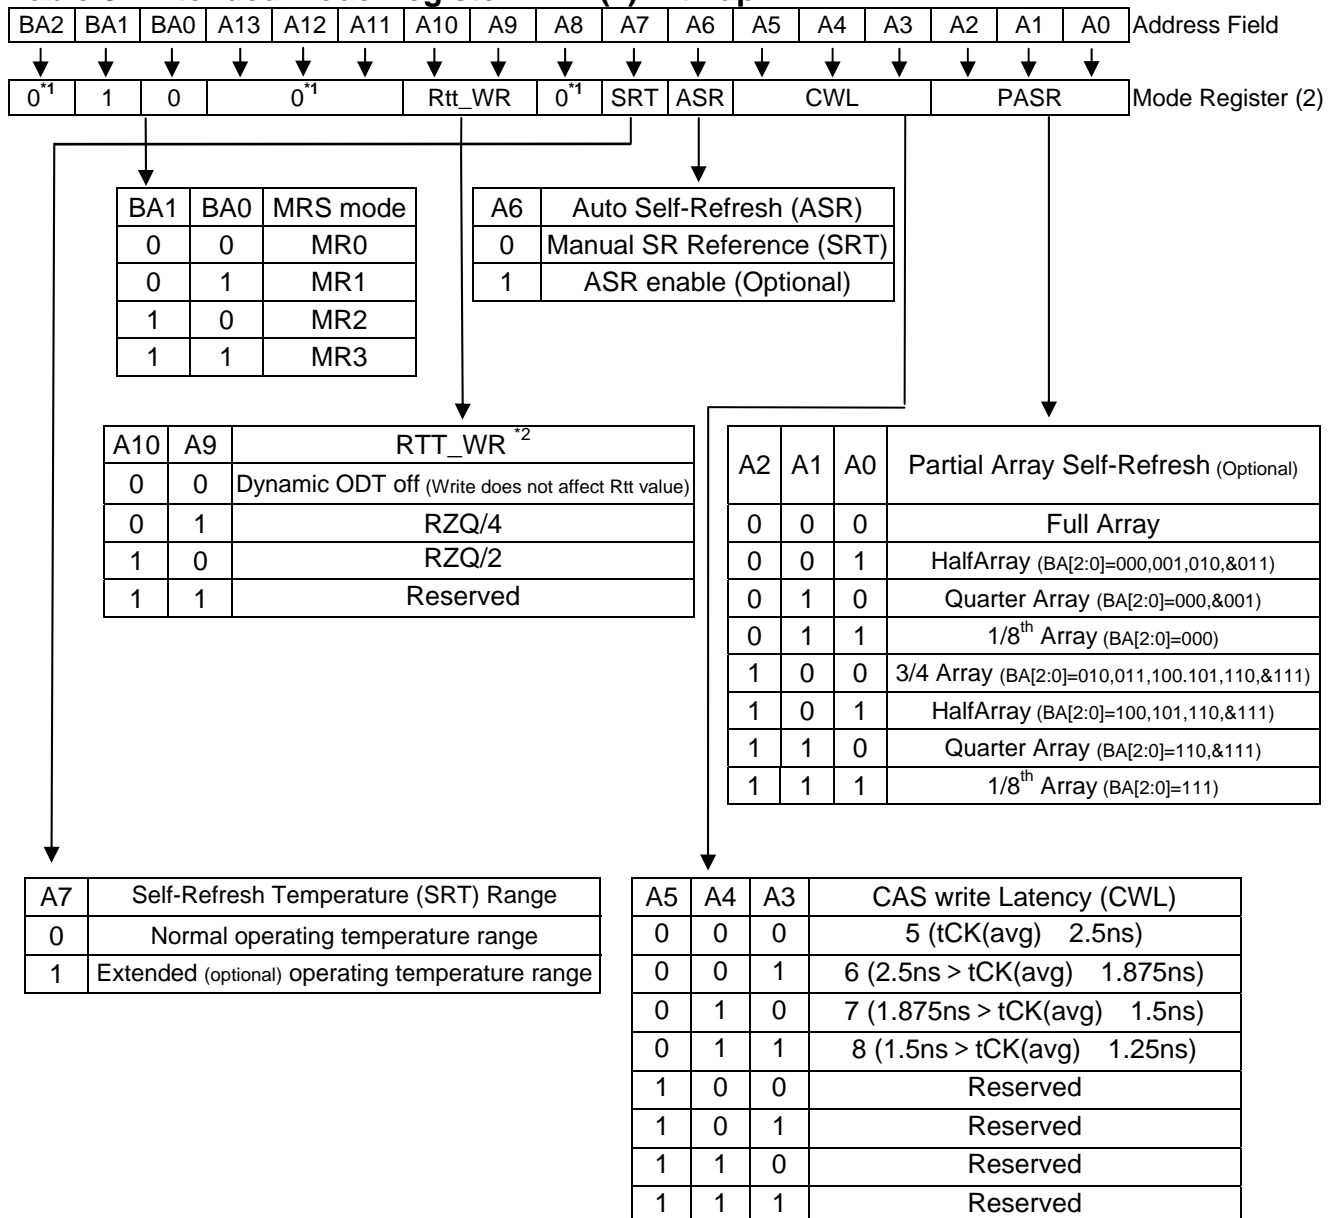 BA2 BA1 BA0 A13 A12 A11 A10 A9 A8 A7 A6 A5 A4 A3 A2 A1 A0 Address Field
0*1 1 0 0*1 Rtt_WR 0*1 SRT ASR CWL PASR Mode Register (2)
BA1 BA0 MRS mode
0 0 MR0
0 1 MR1
1 0 MR2
1 1 MR3
A6 Auto Self-Refresh (ASR)
0 Manual SR Reference (SRT)
1 ASR enable (Optional)
A10 A9 RTT_WR *2
0 0 Dynamic ODT off (Write does not affect Rtt value)
0 1 RZQ/4
1 0 RZQ/2
1 1 Reserved
A2 A1 A0 Partial Array Self-Refresh (Optional)
0 0 0 Full Array
0 0 1 HalfArray (BA[2:0]=000,001,010,&011)
0 1 0 Quarter Array (BA[2:0]=000,&001)
0 1 1 1/8th Array (BA[2:0]=000)
1 0 0 3/4 Array (BA[2:0]=010,011,100.101,110,&111)
1 0 1 HalfArray (BA[2:0]=100,101,110,&111)
1 1 0 Quarter Array (BA[2:0]=110,&111)
1 1 1 1/8th Array (BA[2:0]=111)
A7 Self-Refresh Temperature (SRT) Range
0 Normal operating temperature range
1 Extended (optional) operating temperature range
A5 A4 A3 CAS write Latency (CWL)
0 0 0 5 (tCK(avg) 2.5ns)
0 0 1 6 (2.5ns > tCK(avg) 1.875ns)
0 1 0 7 (1.875ns > tCK(avg) 1.5ns)
0 1 1 8 (1.5ns > tCK(avg) 1.25ns)
1 0 0 Reserved
1 0 1 Reserved
1 1 0 Reserved
1 1 1 Reserved